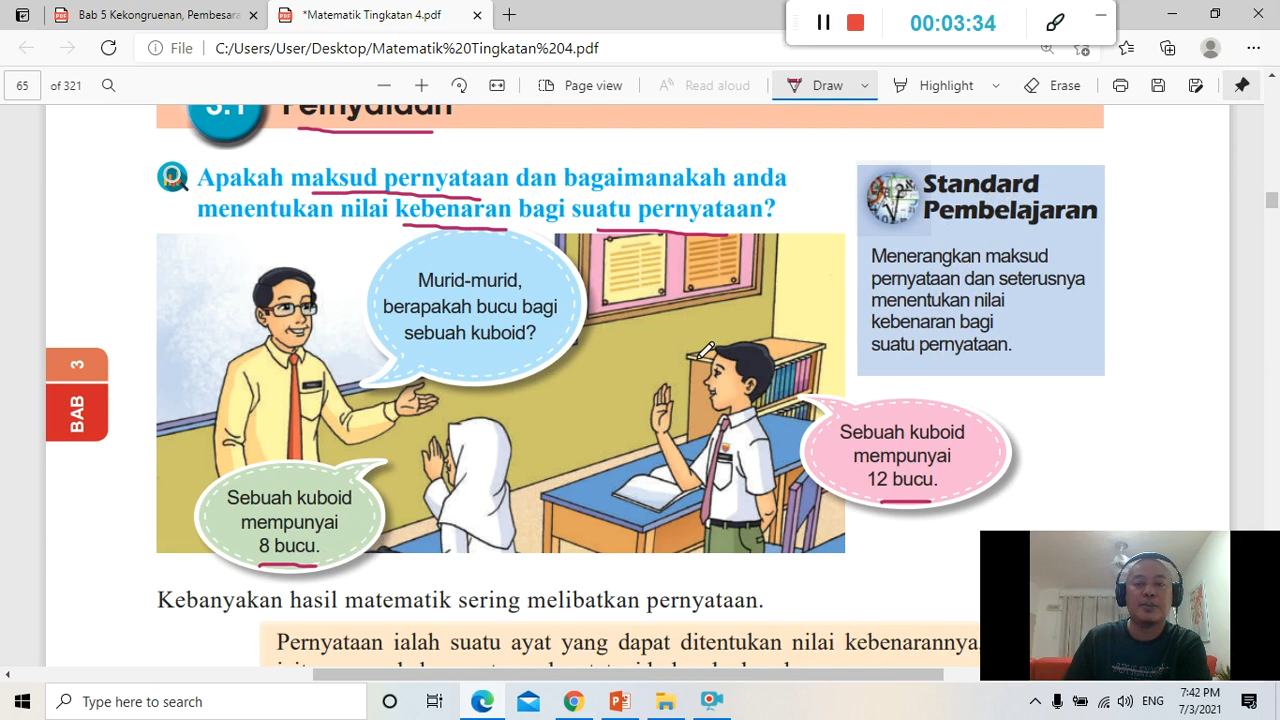 Bab 5 Kekongruenan, Pembesara
*Matematik Tingkatan 4.pdf
00:03:34
File
C:/Users/User/Desktop/Matematik%20Tingkatan%204.pdf
65 of 321
Page view
Read aloud
Draw
Highlight
Erase
3.1 Pernyataan
Apakah maksud pernyataan dan bagaimanakah anda
menentukan nilai kebenaran bagi suatu pernyataan?
Standard
Pembelajaran
Menerangkan maksud
pernyataan dan seterusnya
menentukan nilai
kebenaran bagi
suatu pernyataan.
Murid-murid,
berapakah bucu bagi
sebuah kuboid?
BAB 3
Sebuah kuboid
mempunyai
12 bucu.
Sebuah kuboid
mempunyai
8 bucu.
Kebanyakan hasil matematik sering melibatkan pernyataan.
Pernyataan ialah suatu ayat yang dapat ditentukan nilai kebenarannya,
Type here to search
ENG
7:42 PM
7/3/2021